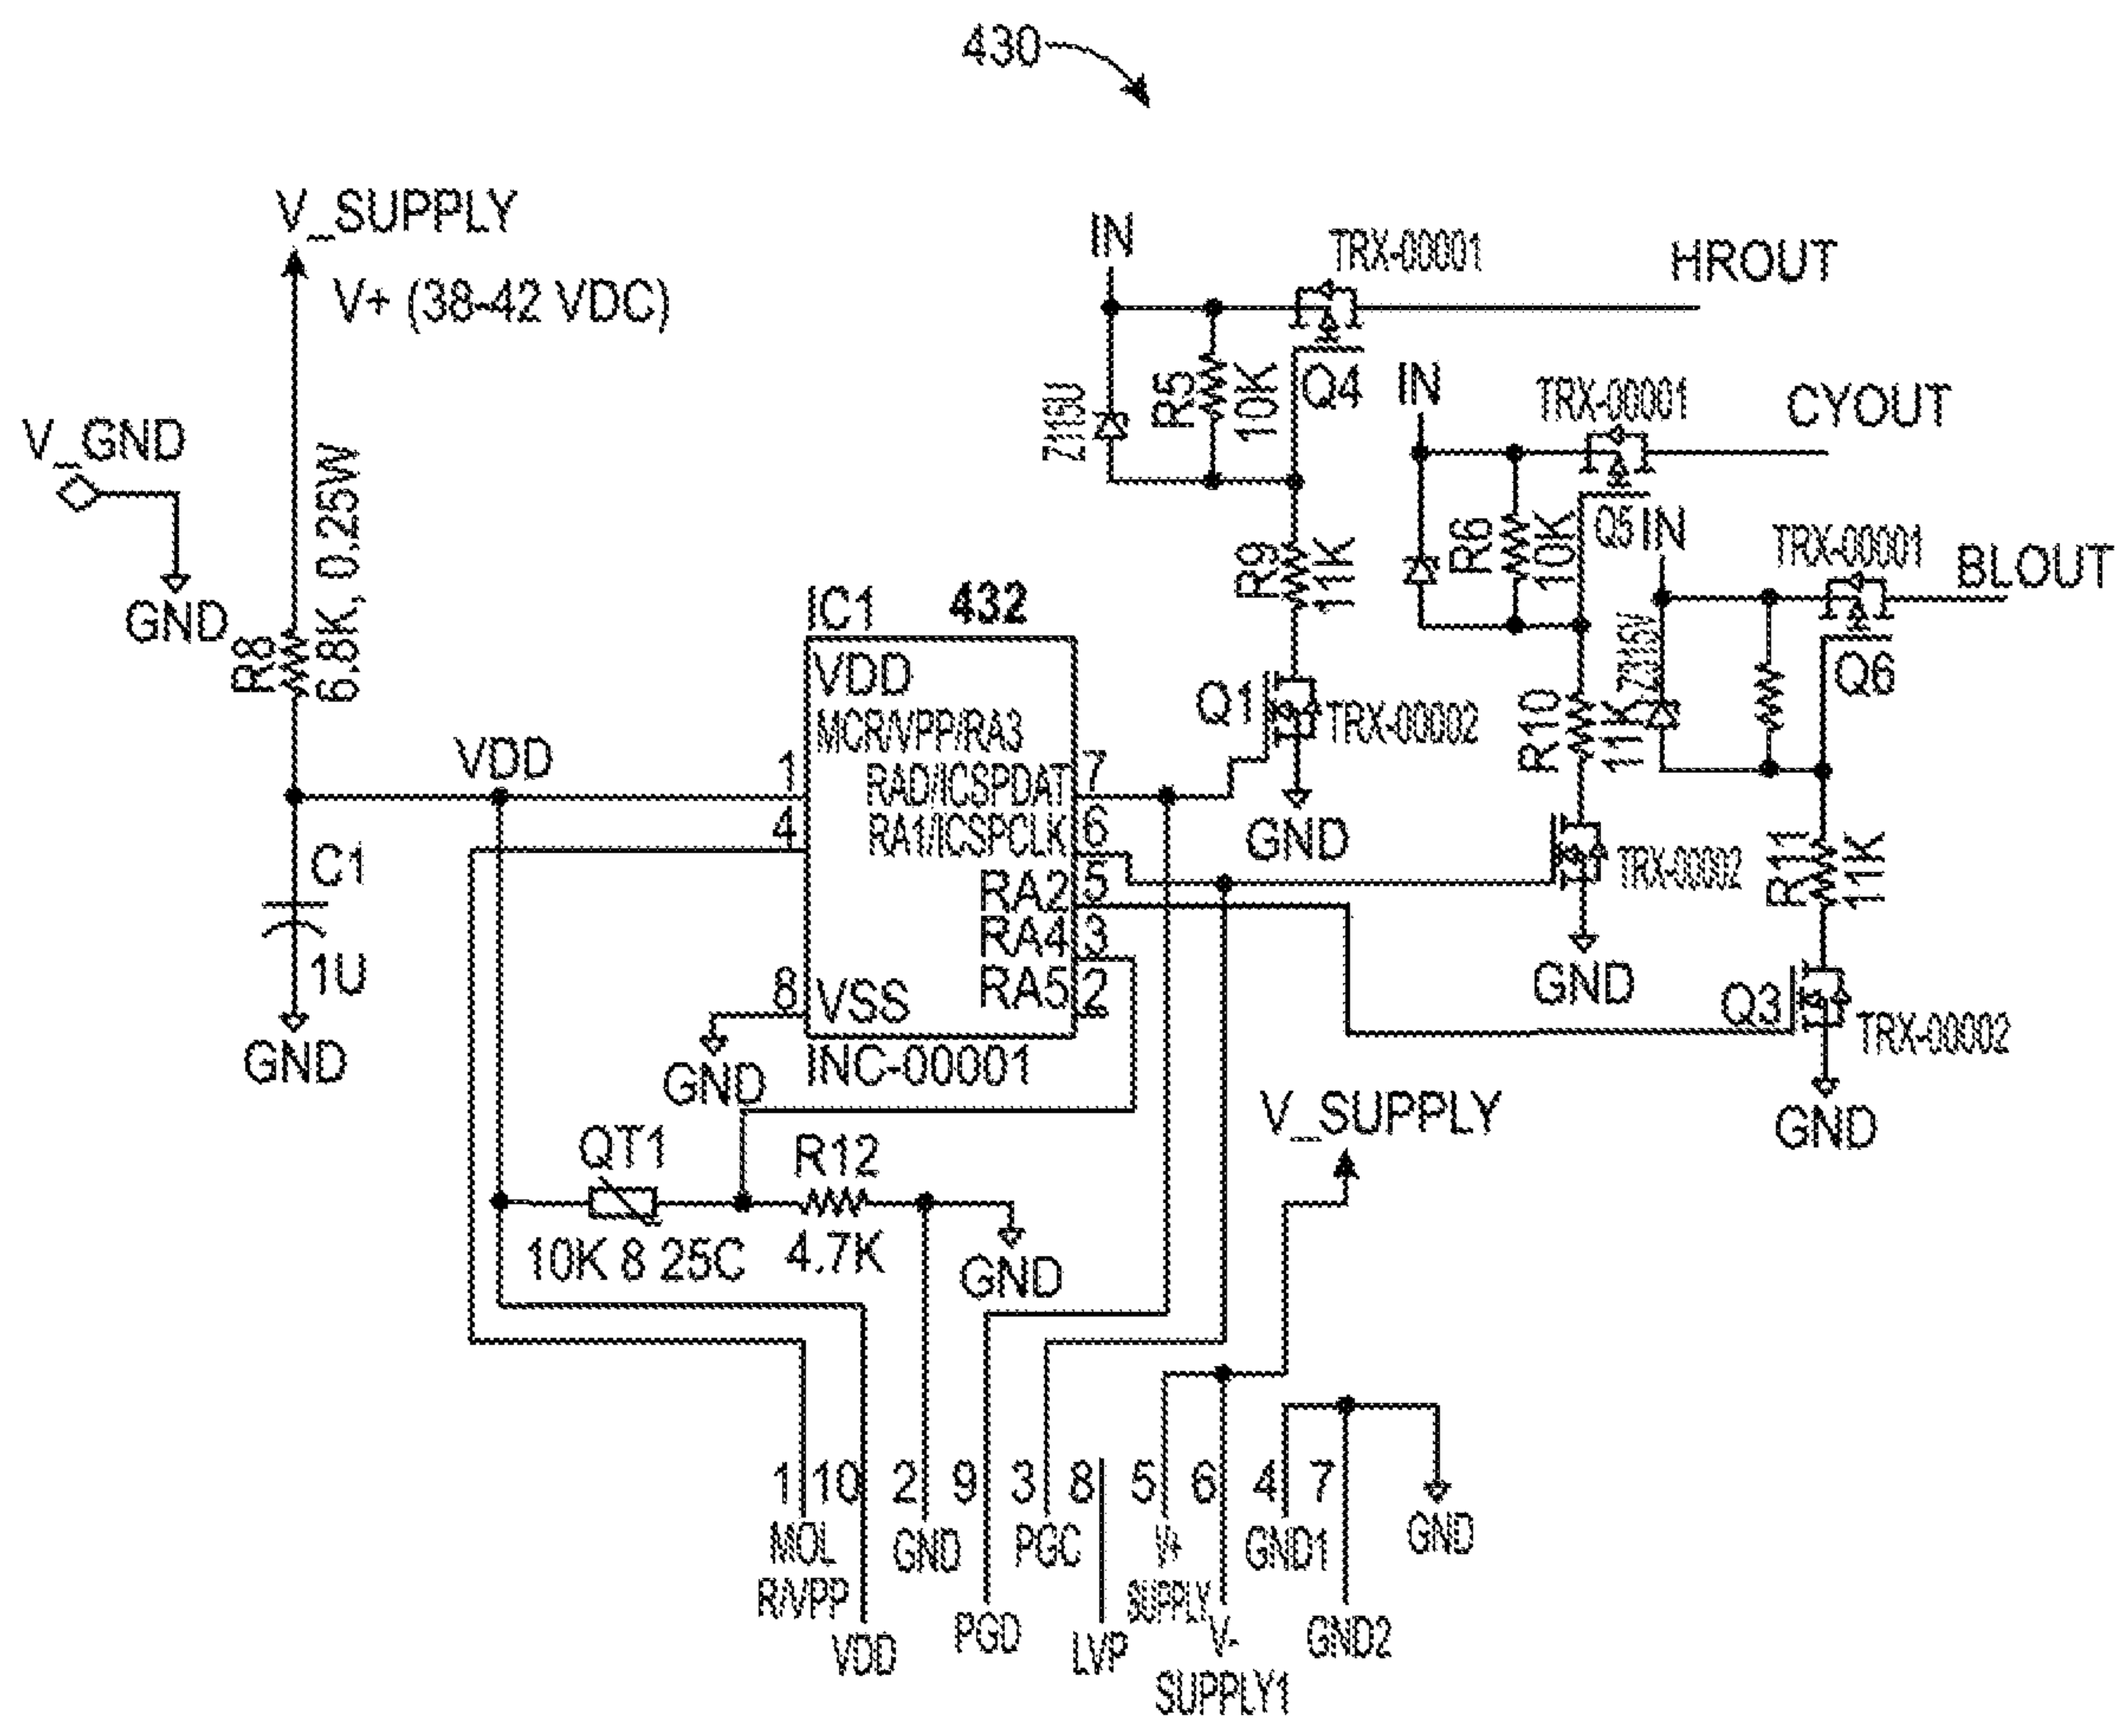 430
V_SUPPLY
V+ (38-42 VDC)
V_GND
GND
R8
6.8K, 0.25W
VDD
C1
1U
GND
IC1
432
VDD
MCR/VPP/RA3
RAD/ICSPDAT
RA1/ICSPCLK
RA2
RA4
RA5
VSS
1
4
8
7
6
5
3
2
INC-00001
GND
IN
TRX-00001
HROUT
R5
10K
Q4
R9
11K
Q1
TRX-00002
GND
IN
TRX-00001
CYOUT
R6
10K
Q5
R10
11K
TRX-00002
GND
IN
TRX-00001
BLOUT
Q6
R11
11K
Q3
TRX-00002
GND
QT1
10K 8 25C
R12
4.7K
GND
V_SUPPLY
1
10
2
9
3
8
5
6
4
7
MOL
R/VPP
VDD
GND
PGD
PGC
LVP
V+
SUPPLY
V-
SUPPLY1
GND1
GND2
GND